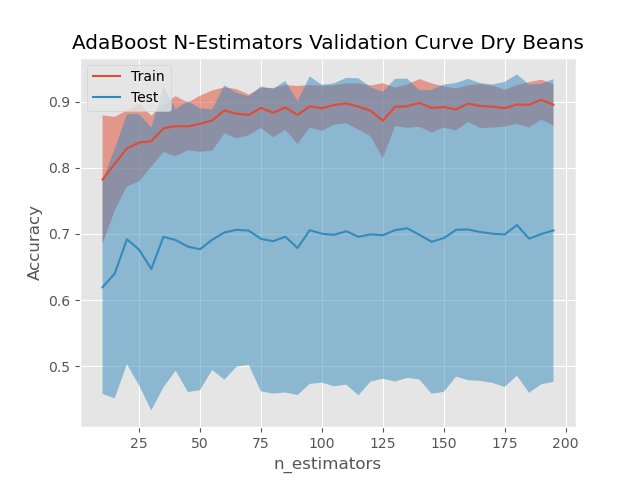 AdaBoost N-Estimators Validation Curve Dry Beans
Train
Test
0.9
0.8
0.7
0.6
0.5
Accuracy
25 50 75 100 125 150 175 200
n_estimators